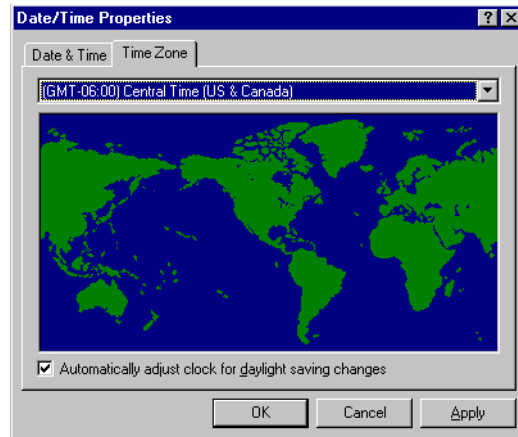 Date/Time Properties
Date & Time Time Zone
(GMT-06:00) Central Time (US & Canada)
Automatically adjust clock for daylight saving changes
OK Cancel Apply